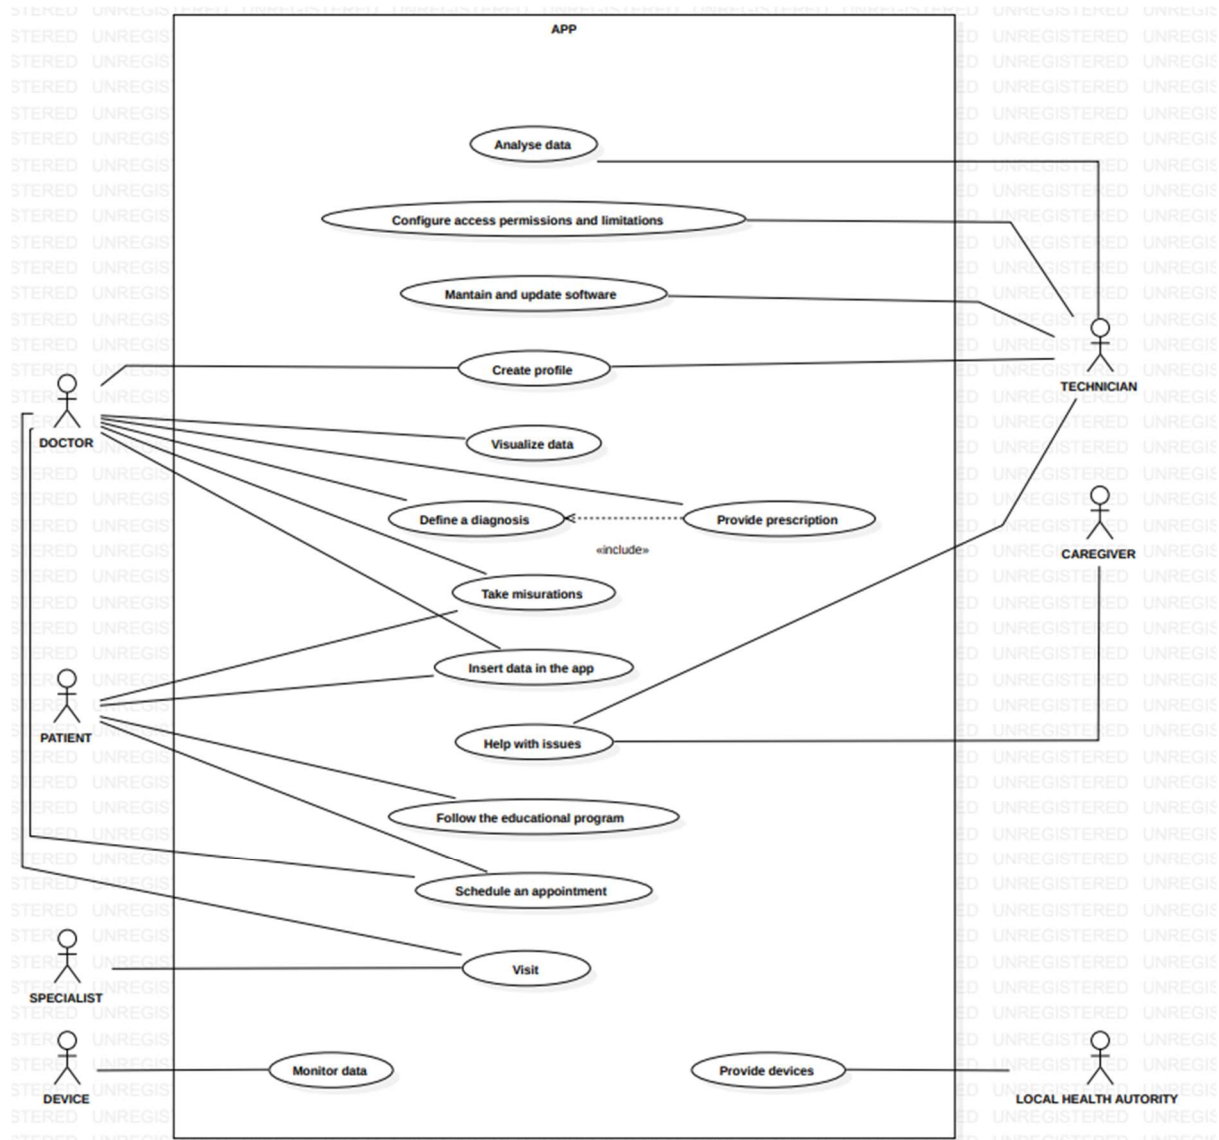 APP
Analyse data
Configure access permissions and limitations
Mantain and update software
Create profile
TECHNICIAN
DOCTOR
Visualize data
Define a diagnosis
Provide prescription
«include»
CAREGIVER
Take misurations
Insert data in the app
PATIENT
Help with issues
Follow the educational program
Schedule an appointment
Visit
SPECIALIST
Monitor data
Provide devices
DEVICE
LOCAL HEALTH AUTORITY
UNREGISTERED